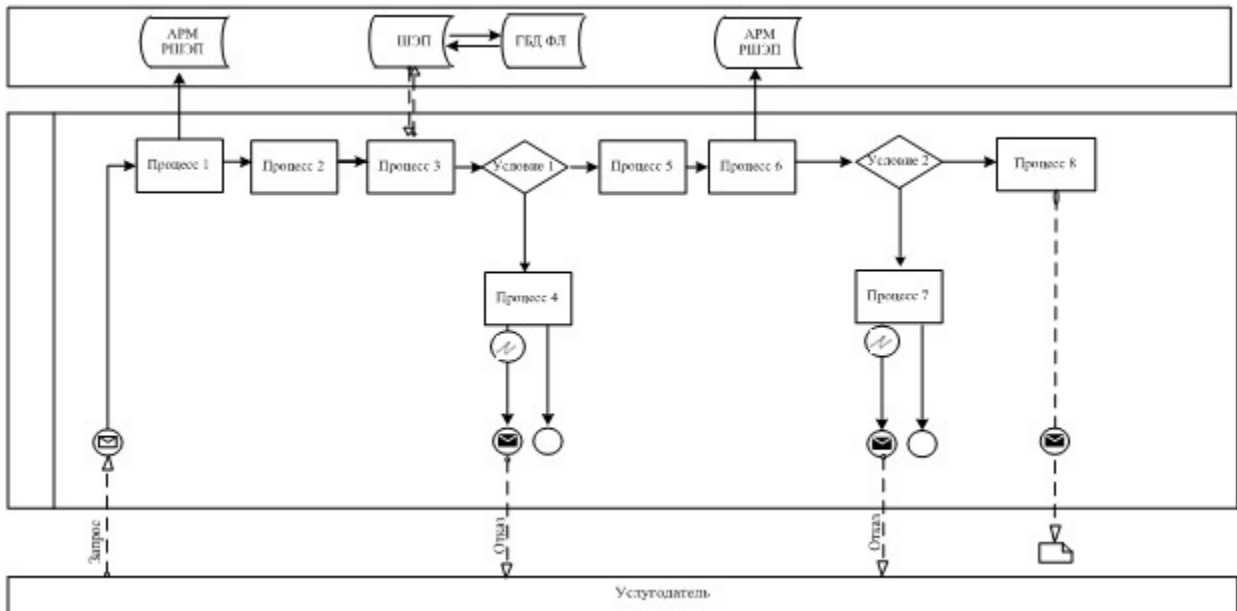 АРМ
РШЭП
ШЭП
ГБД ФЛ
АРМ
РШЭП
Процесс 1
Процесс 2
Процесс 3
Условие 1
Процесс 5
Процесс 6
Условие 2
Процесс 8
Процесс 4
Процесс 7
Запрос
Отказ
Отказ
Услугодатель